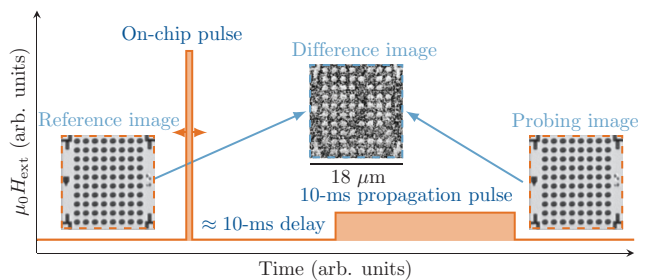 On-chip pulse
Difference image
Reference image
Probing image
18 μm
10-ms propagation pulse
≈ 10-ms delay
μ₀Hₑₓₜ (arb. units)
Time (arb. units)